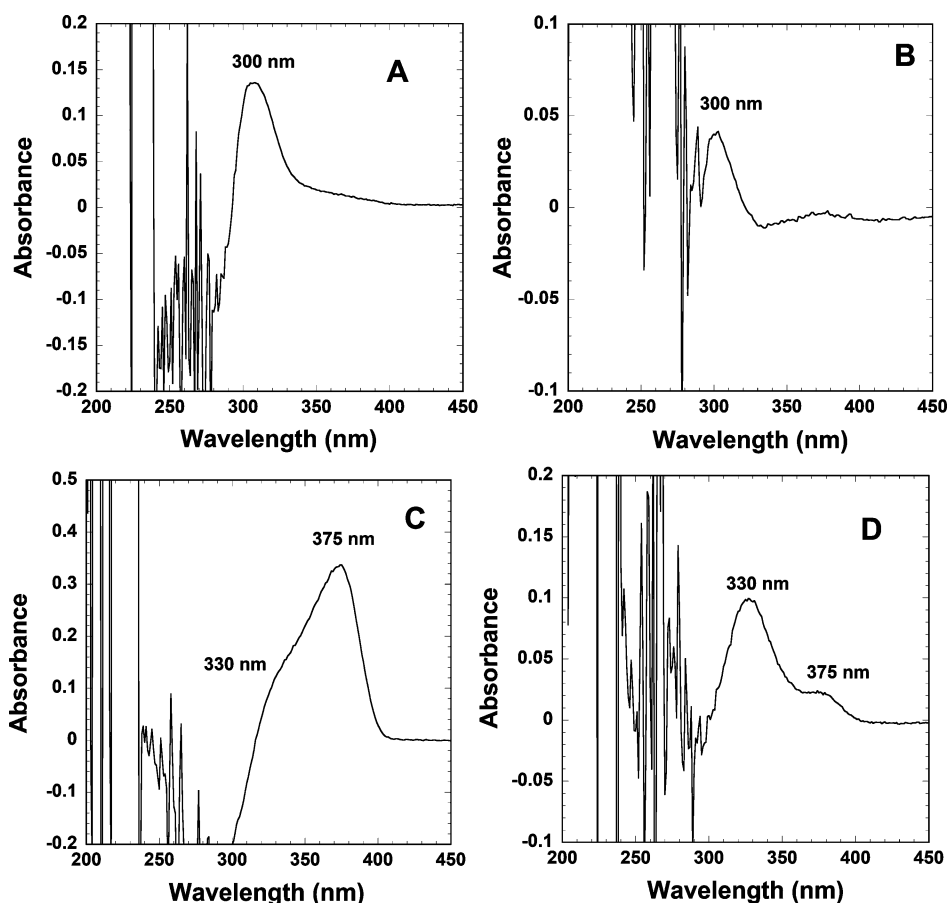 0.2
0.15
0.1
0.05
0
-0.05
-0.1
-0.15
-0.2
Absorbance
300 nm
A
200 250 300 350 400 450
Wavelength (nm)
0.1
0.05
0
-0.05
-0.1
Absorbance
300 nm
B
200 250 300 350 400 450
Wavelength (nm)
0.5
0.4
0.3
0.2
0.1
0
-0.1
-0.2
Absorbance
375 nm
330 nm
C
200 250 300 350 400 450
Wavelength (nm)
0.2
0.15
0.1
0.05
0
-0.05
-0.1
Absorbance
330 nm
375 nm
D
200 250 300 350 400 450
Wavelength (nm)